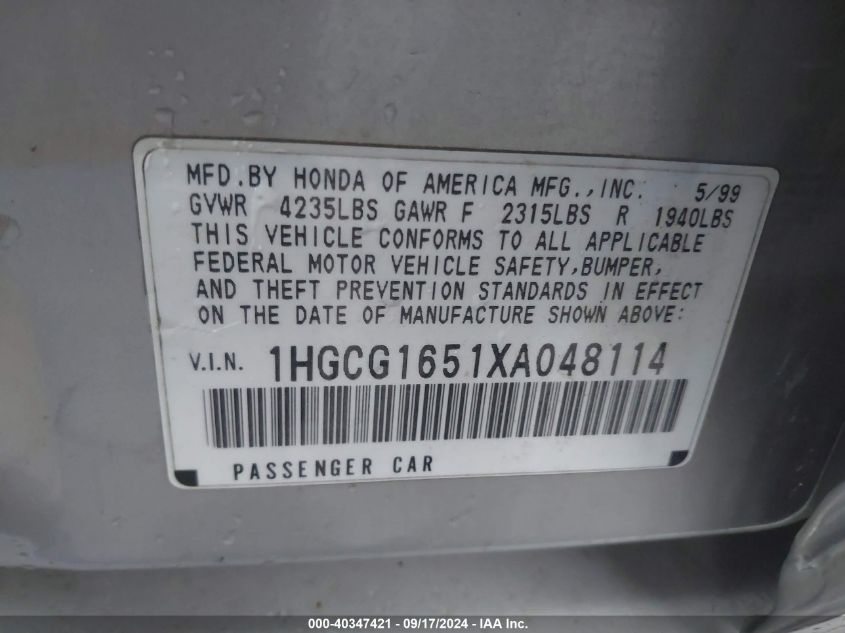 MFD.BY HONDA OF AMERICA MFG.,INC. 5/99
GVWR 4235LBS GAWR F 2315LBS R 1940LBS
THIS VEHICLE CONFORMS TO ALL APPLICABLE
FEDERAL MOTOR VEHICLE SAFETY,BUMPER,
AND THEFT PREVENTION STANDARDS IN EFFECT
ON THE DATE OF MANUFACTURE SHOWN ABOVE:
V.I.N. 1HGCG1651XA048114
PASSENGER CAR
000-40347421 - 09/17/2024 - IAA Inc.